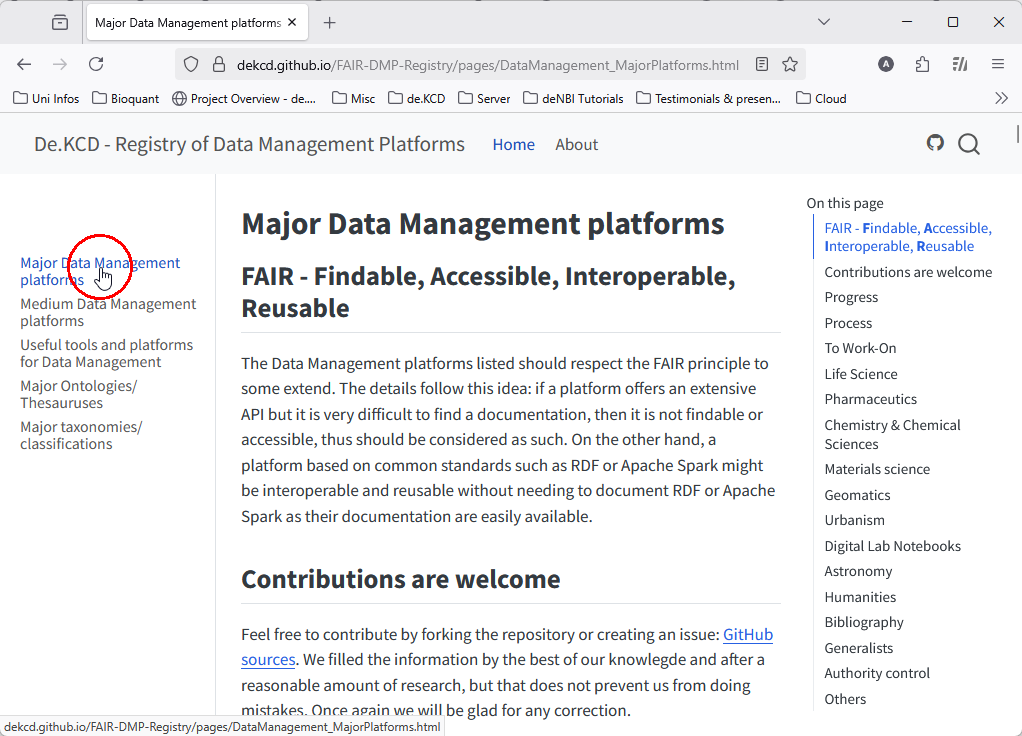 Major Data Management platforms
dekcd.github.io/FAIR-DMP-Registry/pages/DataManagement_MajorPlatforms.html
A
Uni Infos
Bioquant
Project Overview - de....
Misc
de.KCD
Server
deNBI Tutorials
Testimonials & presen...
Cloud
De.KCD - Registry of Data Management Platforms
Home
About
Major Data Management
platforms
Medium Data Management
platforms
Useful tools and platforms
for Data Management
Major Ontologies/
Thesauruses
Major taxonomies/
classifications
Major Data Management platforms
FAIR - Findable, Accessible, Interoperable,
Reusable
The Data Management platforms listed should respect the FAIR principle to
some extend. The details follow this idea: if a platform offers an extensive
API but it is very difficult to find a documentation, then it is not findable or
accessible, thus should be considered as such. On the other hand, a
platform based on common standards such as RDF or Apache Spark might
be interoperable and reusable without needing to document RDF or Apache
Spark as their documentation are easily available.
Contributions are welcome
Feel free to contribute by forking the repository or creating an issue: GitHub
sources. We filled the information by the best of our knowlegde and after a
reasonable amount of research, but that does not prevent us from doing
mistakes. Once again we will be glad for any correction.
On this page
FAIR - Findable, Accessible,
Interoperable, Reusable
Contributions are welcome
Progress
Process
To Work-On
Life Science
Pharmaceutics
Chemistry & Chemical
Sciences
Materials science
Geomatics
Urbanism
Digital Lab Notebooks
Astronomy
Humanities
Bibliography
Generalists
Authority control
Others
dekcd.github.io/FAIR-DMP-Registry/pages/DataManagement_MajorPlatforms.html